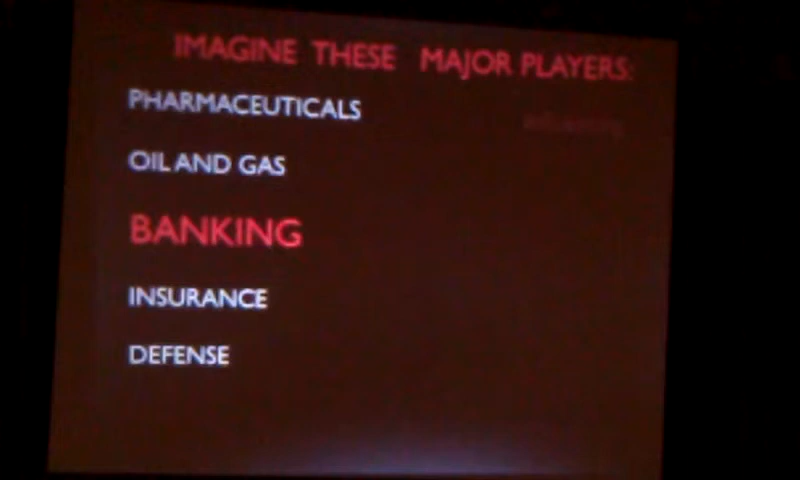 IMAGINE THESE MAJOR PLAYERS:
PHARMACEUTICALS
OIL AND GAS
BANKING
INSURANCE
DEFENSE